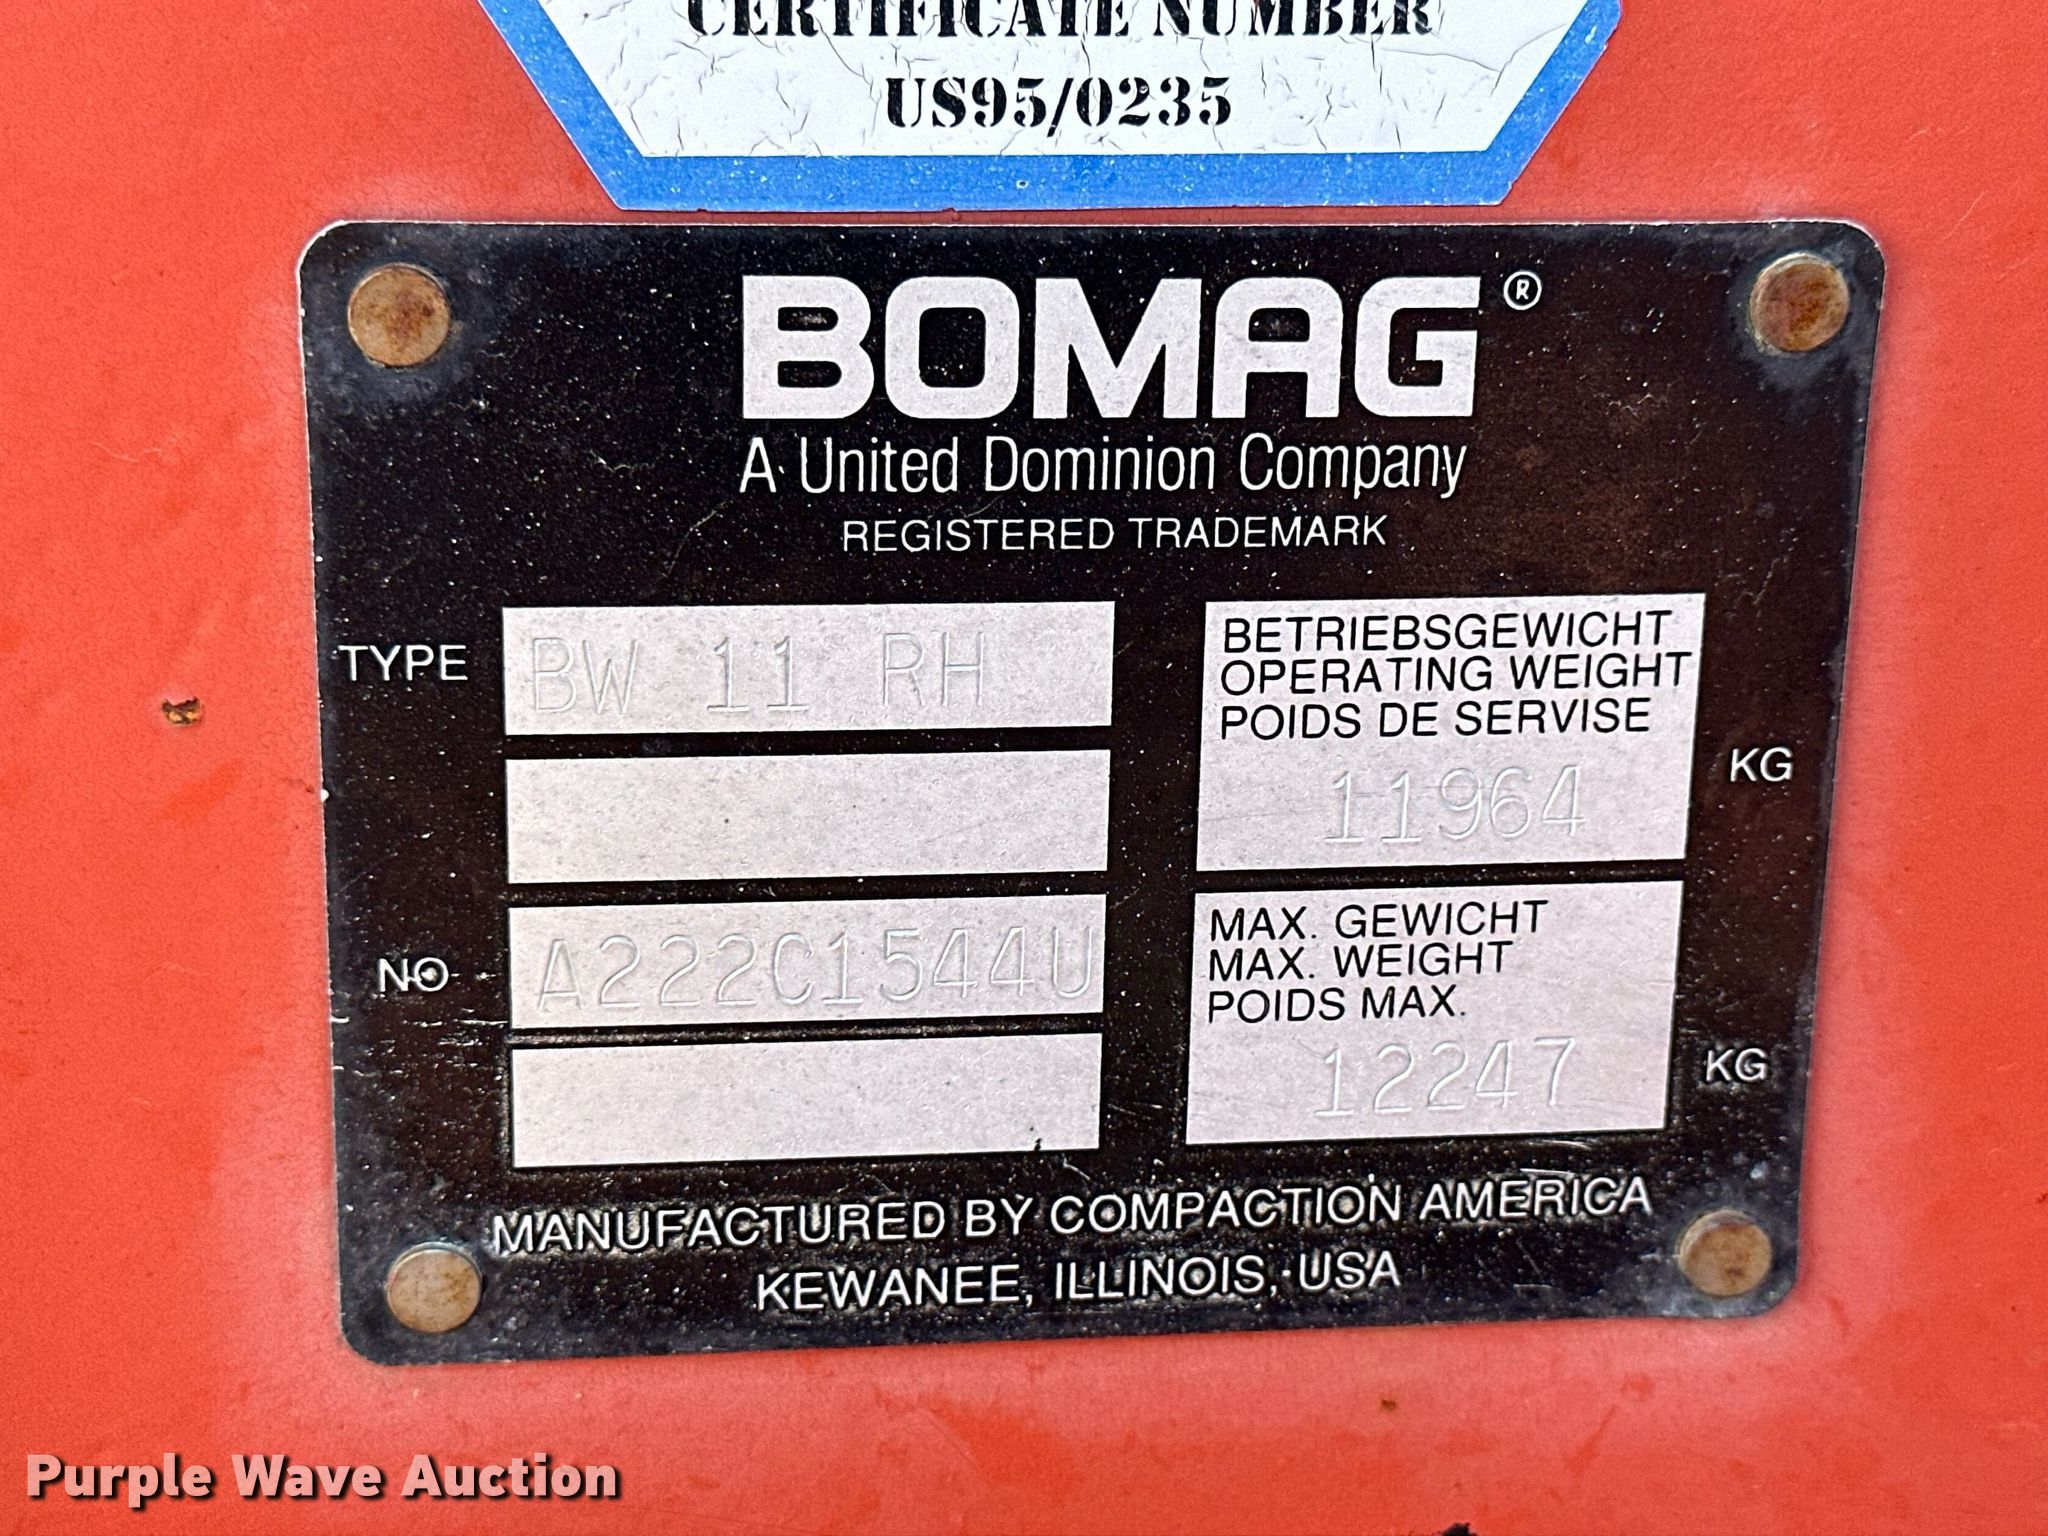 CERTIFICATE NUMBER
US95/0235
BOMAG®
A United Dominion Company
REGISTERED TRADEMARK
TYPE BW 11 RH
NO A222C1544U
BETRIEBSGEWICHT
OPERATING WEIGHT
POIDS DE SERVISE
11964 KG
MAX. GEWICHT
MAX. WEIGHT
POIDS MAX.
12247 KG
MANUFACTURED BY COMPACTION AMERICA
KEWANEE, ILLINOIS, USA
Purple Wave Auction